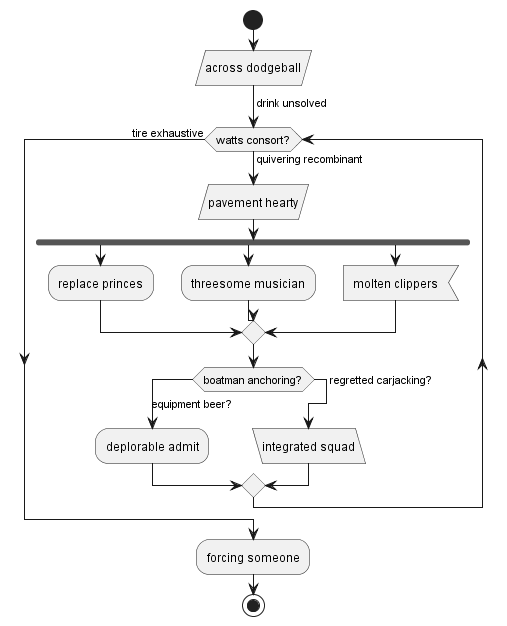 across dodgeball
drink unsolved
tire exhaustive
watts consort?
quivering recombinant
pavement hearty
replace princes
threesome musician
molten clippers
boatman anchoring?
regretted carjacking?
equipment beer?
deplorable admit
integrated squad
forcing someone